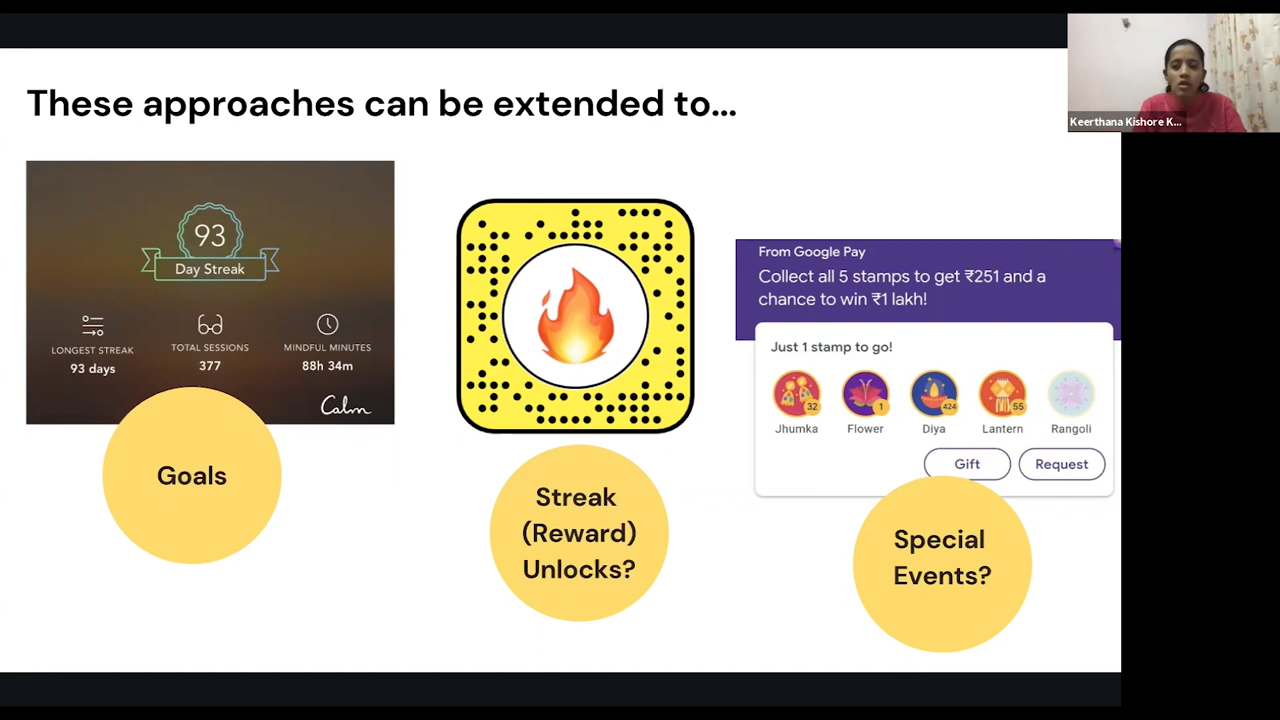 These approaches can be extended to...
Keerthana Kishore K...
93
Day Streak
LONGEST STREAK
93 days
TOTAL SESSIONS
377
MINDFUL MINUTES
88h 34m
Calm
Goals
Streak
(Reward)
Unlocks?
From Google Pay
Collect all 5 stamps to get ₹251 and a
chance to win ₹1 lakh!
Just 1 stamp to go!
32
1
424
55
Jhumka
Flower
Diya
Lantern
Rangoli
Gift
Request
Special
Events?